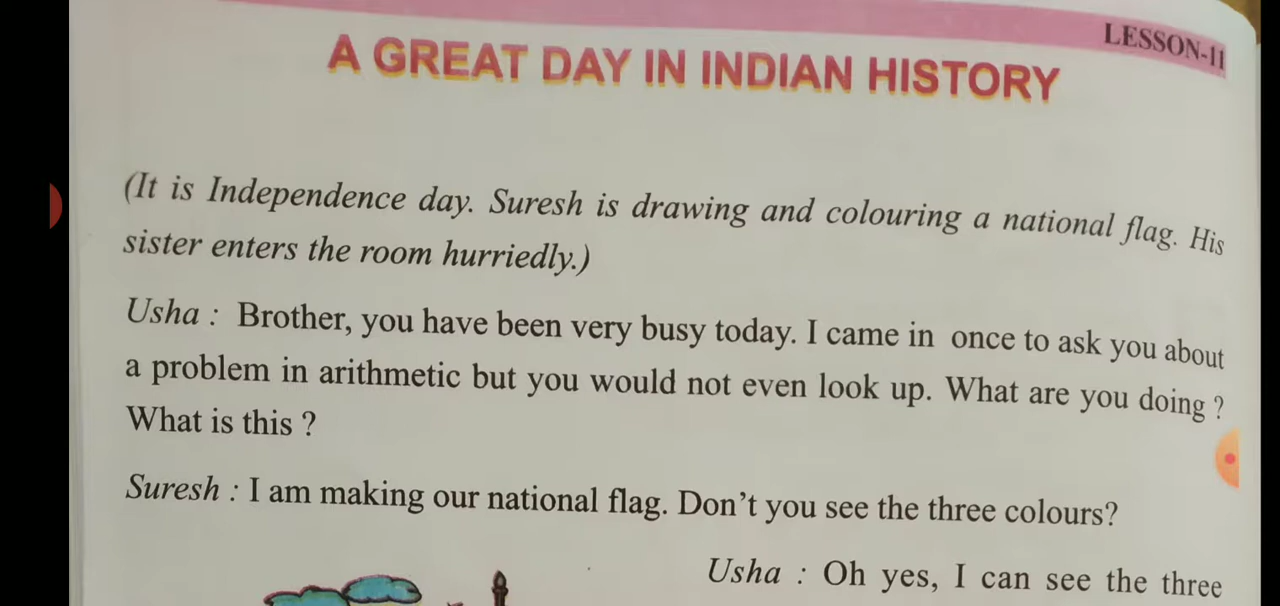 LESSON-11
A GREAT DAY IN INDIAN HISTORY
(It is Independence day. Suresh is drawing and colouring a national flag. His
sister enters the room hurriedly.)
Usha : Brother, you have been very busy today. I came in once to ask you about
a problem in arithmetic but you would not even look up. What are you doing ?
What is this ?
Suresh : I am making our national flag. Don’t you see the three colours?
Usha : Oh yes, I can see the three